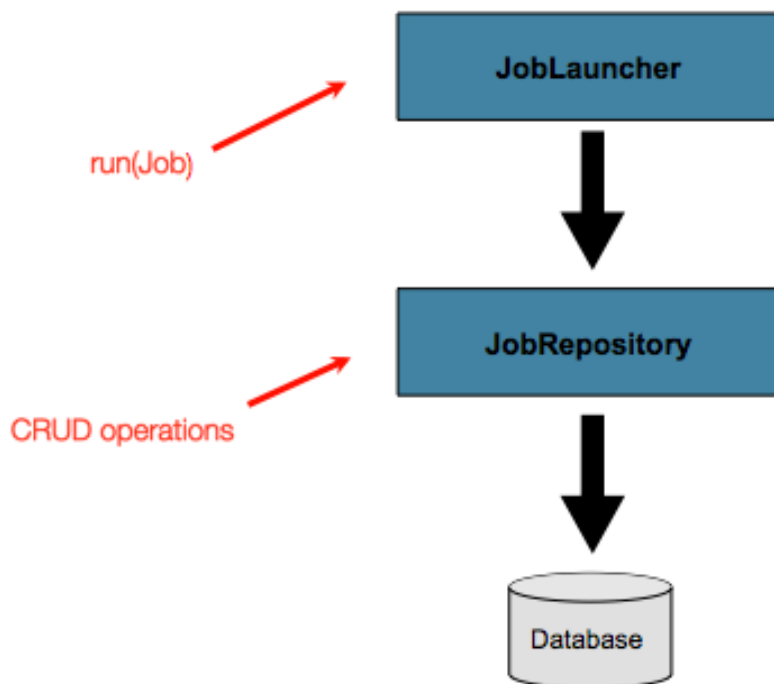 JobLauncher
run(Job)
JobRepository
CRUD operations
Database